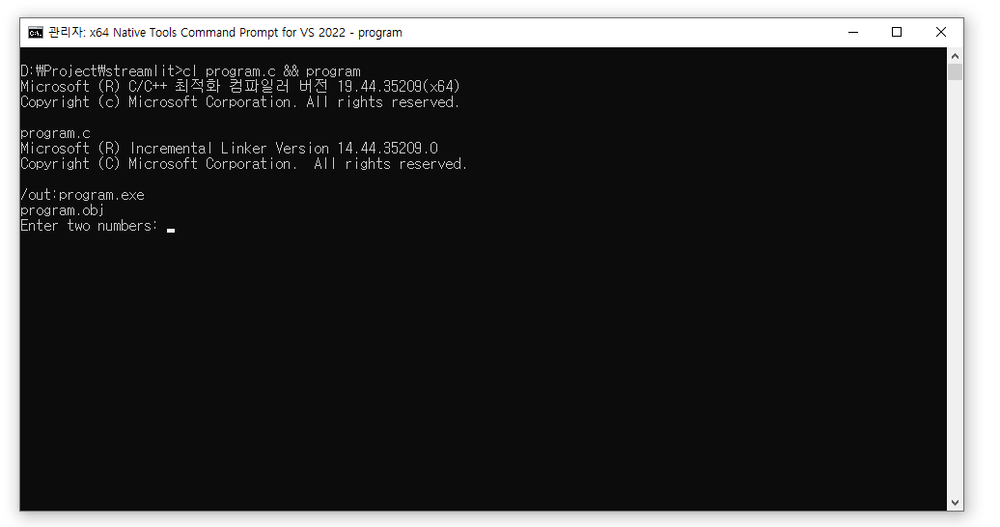 관리자: x64 Native Tools Command Prompt for VS 2022 - program
D:₩Project₩streamlit>cl program.c && program
Microsoft (R) C/C++ 최적화 컴파일러 버전 19.44.35209(x64)
Copyright (c) Microsoft Corporation. All rights reserved.
program.c
Microsoft (R) Incremental Linker Version 14.44.35209.0
Copyright (C) Microsoft Corporation.  All rights reserved.
/out:program.exe
program.obj
Enter two numbers: